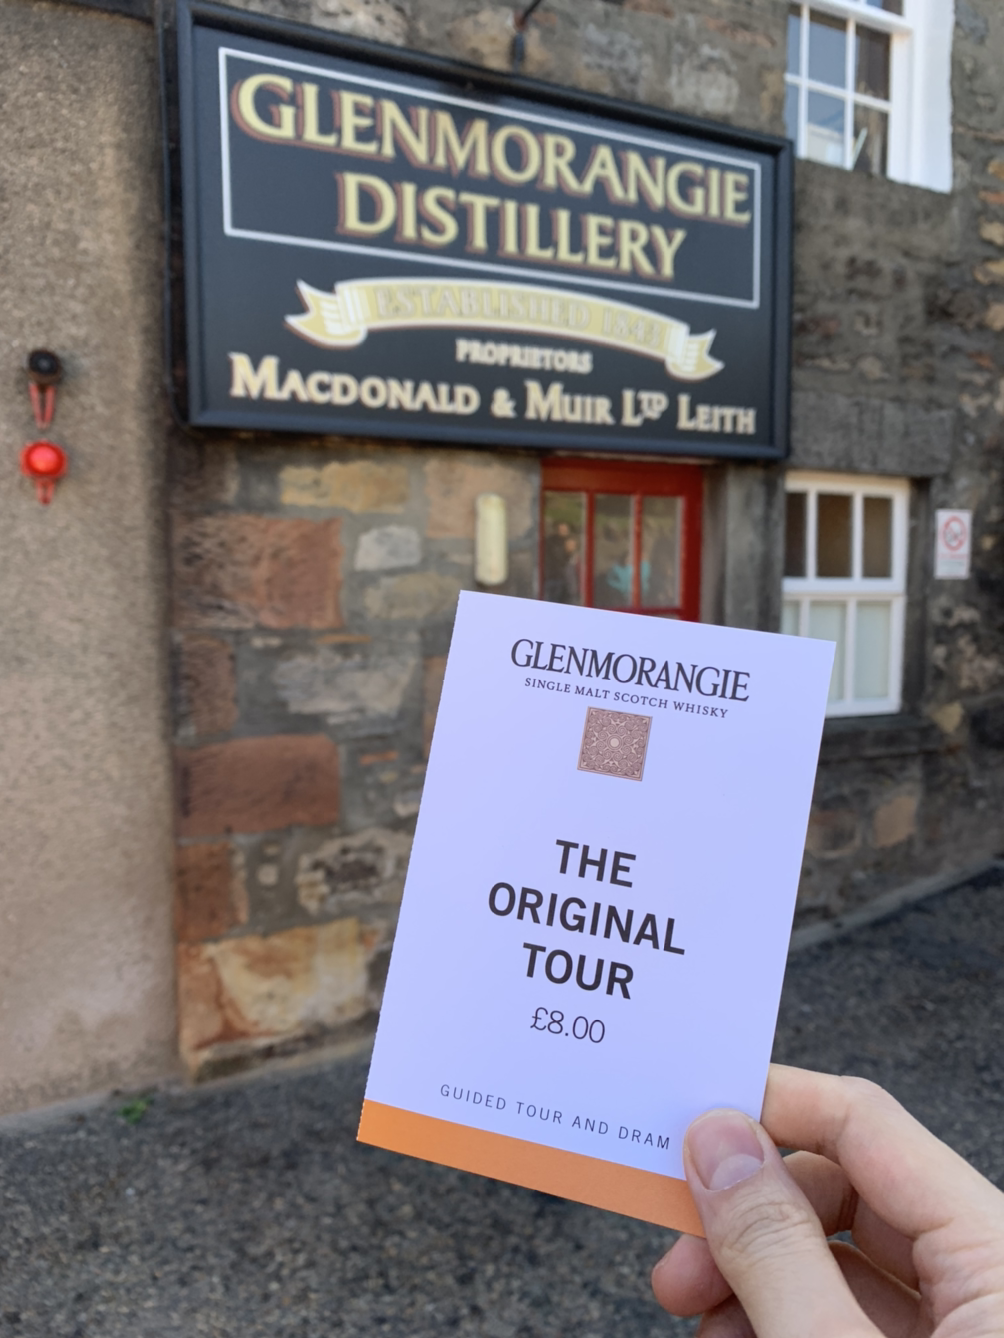 GLENMORANGIE
DISTILLERY
ESTABLISHED 1843
PROPRIETORS
MACDONALD & MUIR LTD LEITH
GLENMORANGIE
SINGLE MALT SCOTCH WHISKY
THE
ORIGINAL
TOUR
£8.00
GUIDED TOUR AND DRAM